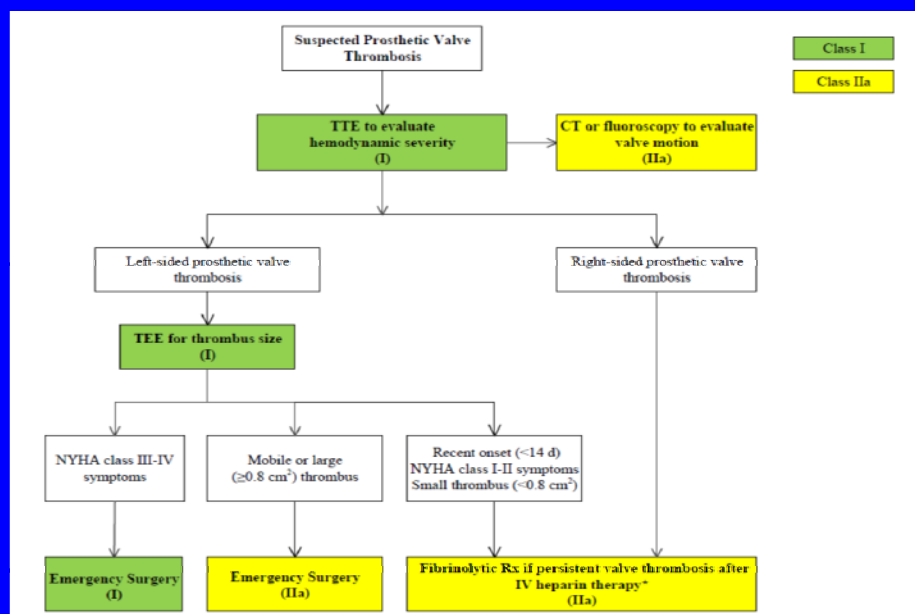 Suspected Prosthetic Valve
Thrombosis
Class I
Class IIa
TTE to evaluate
hemodynamic severity
(I)
CT or fluoroscopy to evaluate
valve motion
(IIa)
Left-sided prosthetic valve
thrombosis
Right-sided prosthetic valve
thrombosis
TEE for thrombus size
(I)
NYHA class III-IV
symptoms
Mobile or large
(≥0.8 cm²) thrombus
Recent onset (<14 d)
NYHA class I-II symptoms
Small thrombus (<0.8 cm²)
Emergency Surgery
(I)
Emergency Surgery
(IIa)
Fibrinolytic Rx if persistent valve thrombosis after
IV heparin therapy*
(IIa)